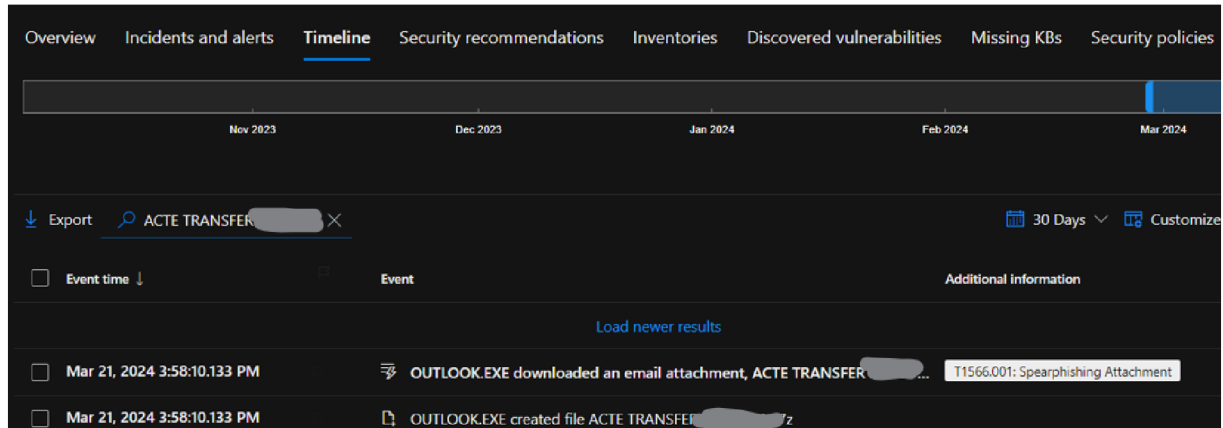 Overview Incidents and alerts Timeline Security recommendations Inventories Discovered vulnerabilities Missing KBs Security policies
Nov 2023 Dec 2023 Jan 2024 Feb 2024 Mar 2024
Export ACTE TRANSFER 30 Days Customize
Event time ↓ Event Additional information
Load newer results
Mar 21, 2024 3:58:10.133 PM OUTLOOK.EXE downloaded an email attachment, ACTE TRANSFER ... T1566.001: Spearphishing Attachment
Mar 21, 2024 3:58:10.133 PM OUTLOOK.EXE created file ACTE TRANSFER 7z